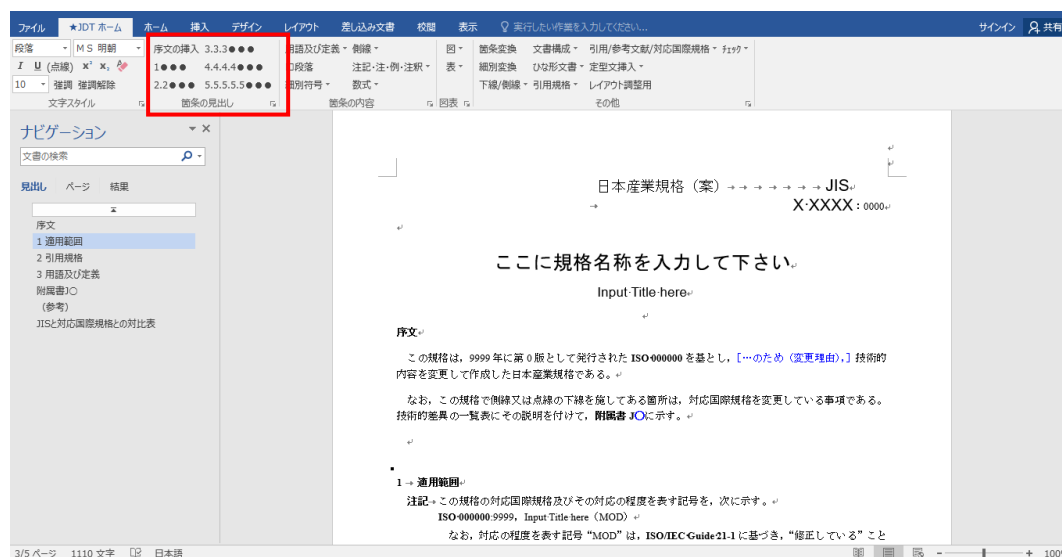 ファイル ★JDT ホーム ホーム 挿入 デザイン レイアウト 差し込み文書 校閲 表示 実行したい作業を入力してください... サインイン 共有
段落 ＭＳ 明朝 序文の挿入 3.3.3●●● 用語及び定義 側線 図 箇条変換 文書構成 引用/参考文献/対応国際規格 ﾁｪｯｸ
I U (点線) x² x₂ 1●●● 4.4.4.4●●● 段落 注記・注・例・注釈 表 細別変換 ひな形文書 定型文挿入
10 強調 強調解除 2.2●●● 5.5.5.5.5●●● 細別符号 数式 下線/側線 引用規格 レイアウト調整用
文字スタイル 箇条の見出し 箇条の内容 図表 その他
ナビゲーション
文書の検索
見出し ページ 結果
序文
1 適用範囲
2 引用規格
3 用語及び定義
附属書J○
(参考)
JISと対応国際規格との対比表
日本産業規格（案）→→→→→→→JIS
→ X·XXXX：0000
ここに規格名称を入力して下さい
Input·Title·here
序文
この規格は，9999 年に第 0 版として発行された ISO·000000 を基とし，［…のため（変更理由），］技術的
内容を変更して作成した日本産業規格である。
なお，この規格で側線又は点線の下線を施してある箇所は，対応国際規格を変更している事項である。
技術的差異の一覧表にその説明を付けて，附属書 J○に示す。
1→適用範囲
注記→この規格の対応国際規格及びその対応の程度を表す記号を，次に示す。
ISO·000000:9999，Input·Title·here（MOD）
なお，対応の程度を表す記号“MOD”は，ISO/IEC·Guide·21-1 に基づき，“修正している”こと
3/5 ページ 1110 文字 日本語 - + 100